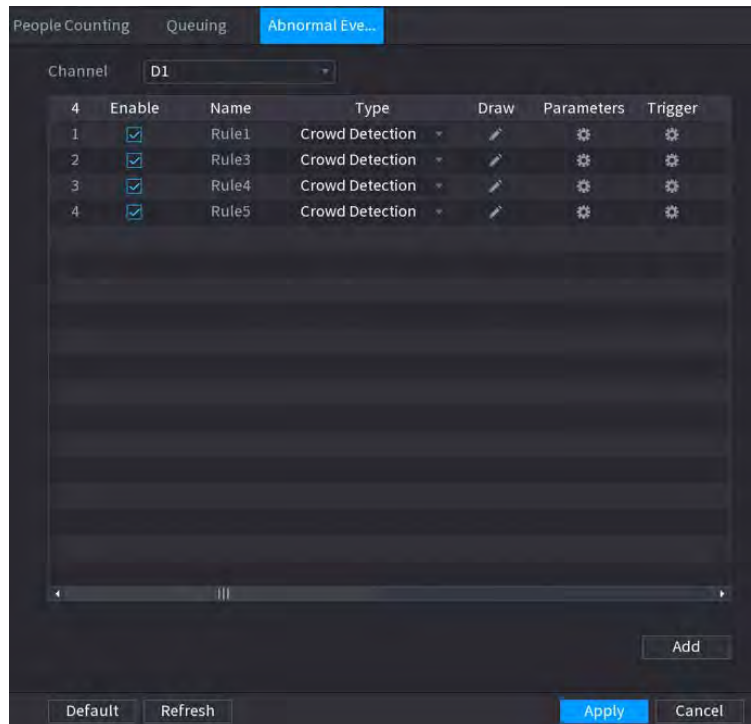 People Counting Queuing Abnormal Eve...
Channel D1
4 Enable Name Type Draw Parameters Trigger
1 Rule1 Crowd Detection
2 Rule3 Crowd Detection
3 Rule4 Crowd Detection
4 Rule5 Crowd Detection
Add
Default Refresh Apply Cancel